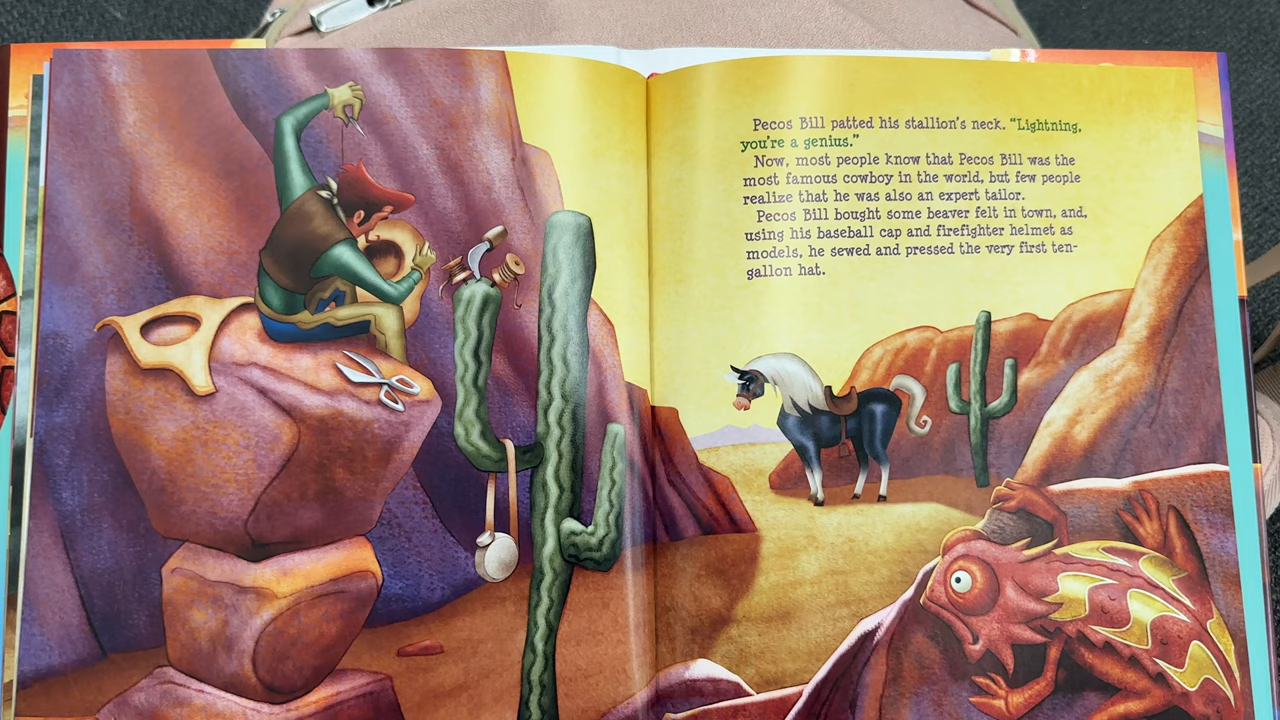 Pecos Bill patted his stallion's neck. "Lightning,
you're a genius."
Now, most people know that Pecos Bill was the
most famous cowboy in the world, but few people
realize that he was also an expert tailor.
Pecos Bill bought some beaver felt in town, and,
using his baseball cap and firefighter helmet as
models, he sewed and pressed the very first ten-
gallon hat.